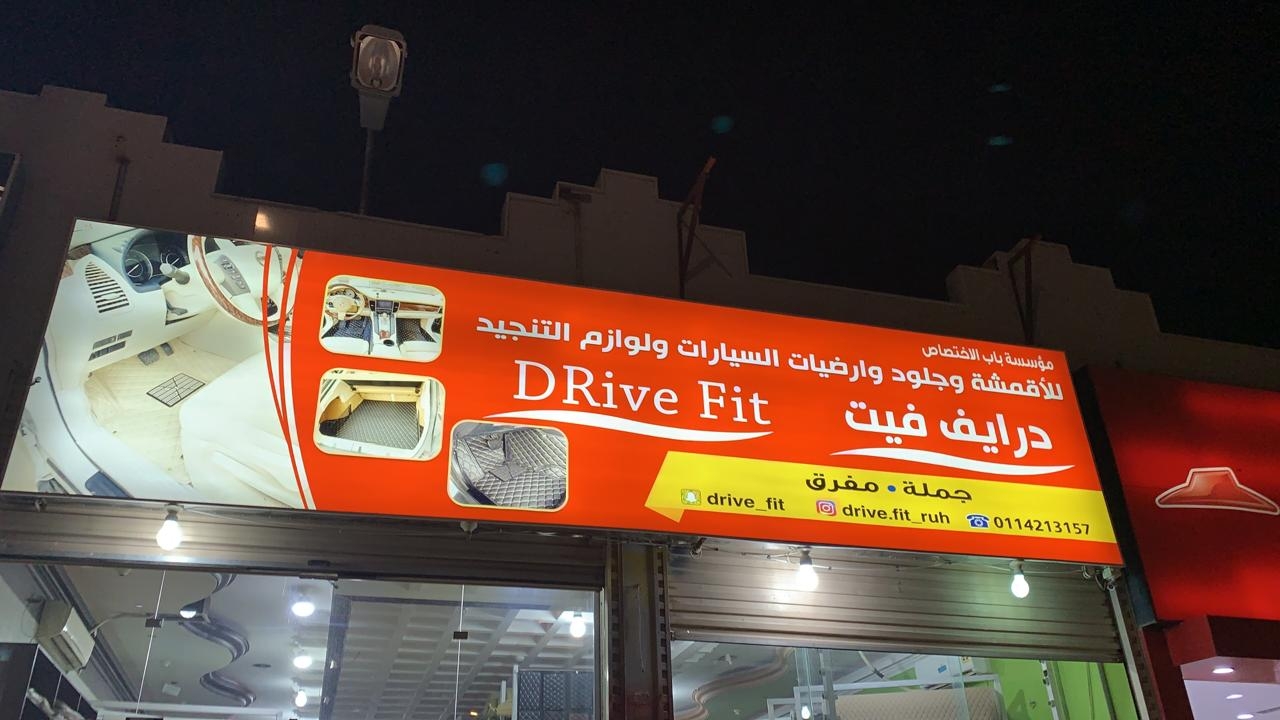 مؤسسة باب الاختصاص
للأقمشة وجلود وارضيات السيارات ولوازم التنجيد
درايف فيت
DRive Fit
جملة • مفرق
drive_fit
drive.fit_ruh
0114213157